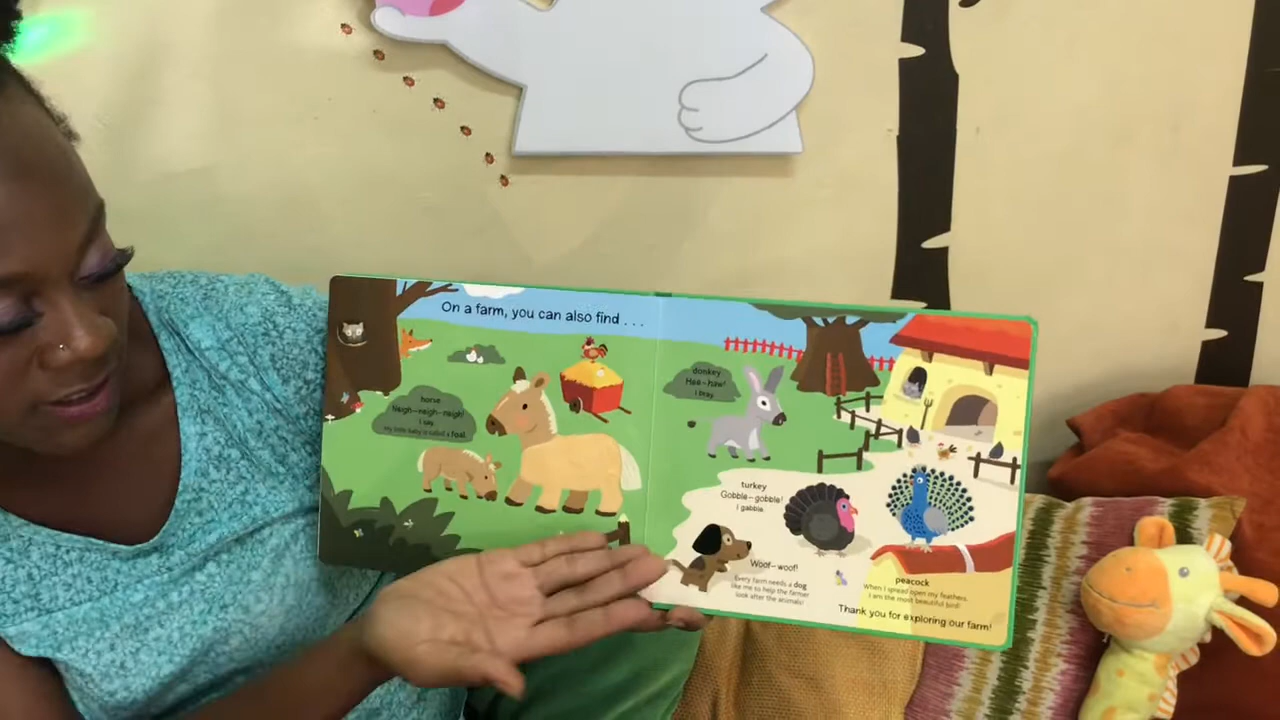 On a farm, you can also find . . .
horse
Neigh-neigh-neigh!
I say.
My little baby is called a foal.
donkey
Hee-haw!
I bray.
turkey
Gobble-gobble!
I gabble.
Woof-woof!
Every farm needs a dog
like me to help the farmer
look after the animals!
peacock
When I spread open my feathers,
I am the most beautiful bird!
Thank you for exploring our farm!